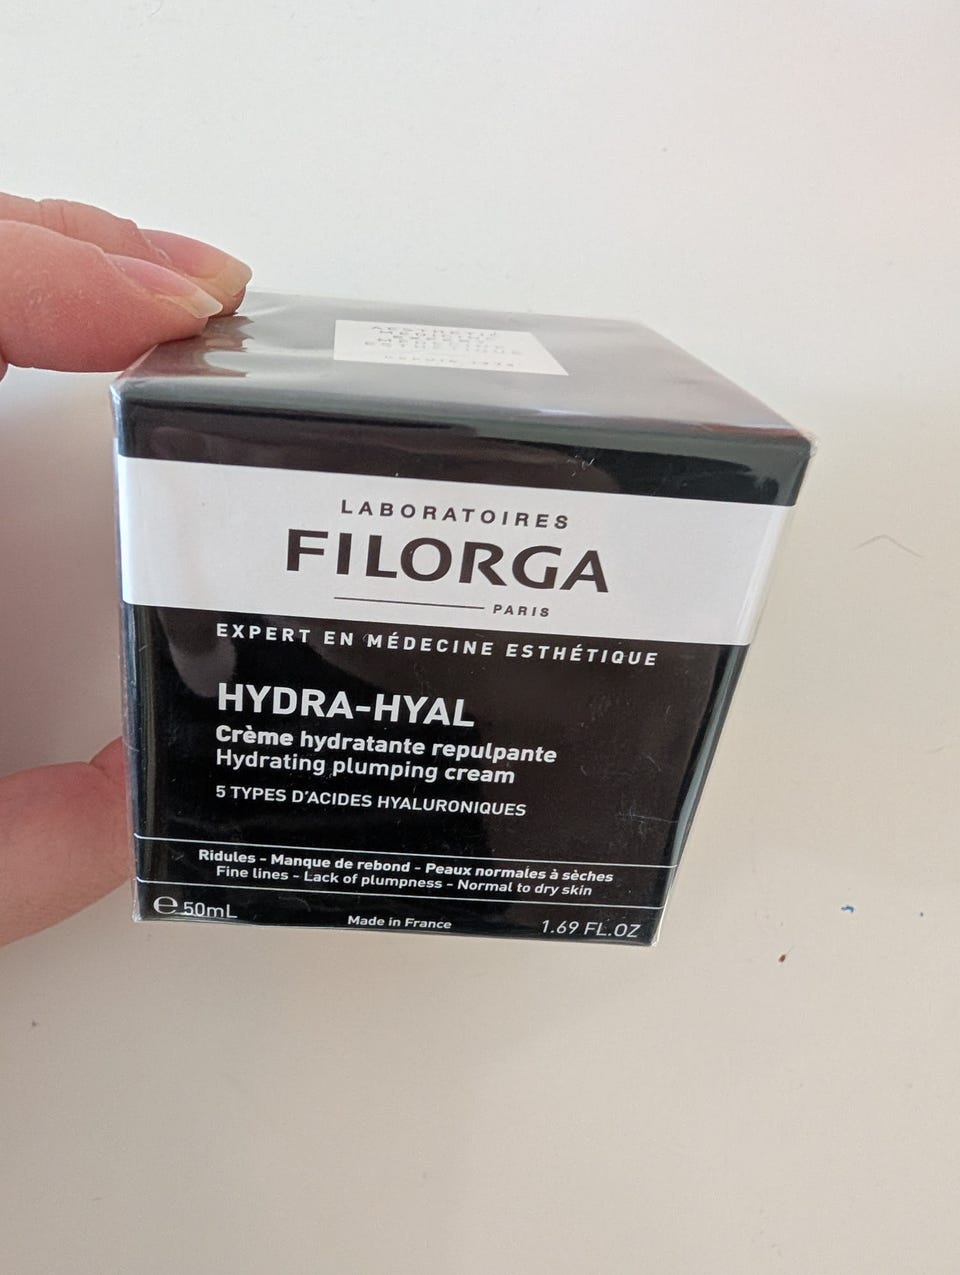 LABORATOIRES
FILORGA
PARIS
EXPERT EN MÉDECINE ESTHÉTIQUE
HYDRA-HYAL
Crème hydratante repulpante
Hydrating plumping cream
5 TYPES D'ACIDES HYALURONIQUES
Ridules - Manque de rebond - Peaux normales à sèches
Fine lines - Lack of plumpness - Normal to dry skin
℮ 50mL
Made in France
1.69 FL.OZ